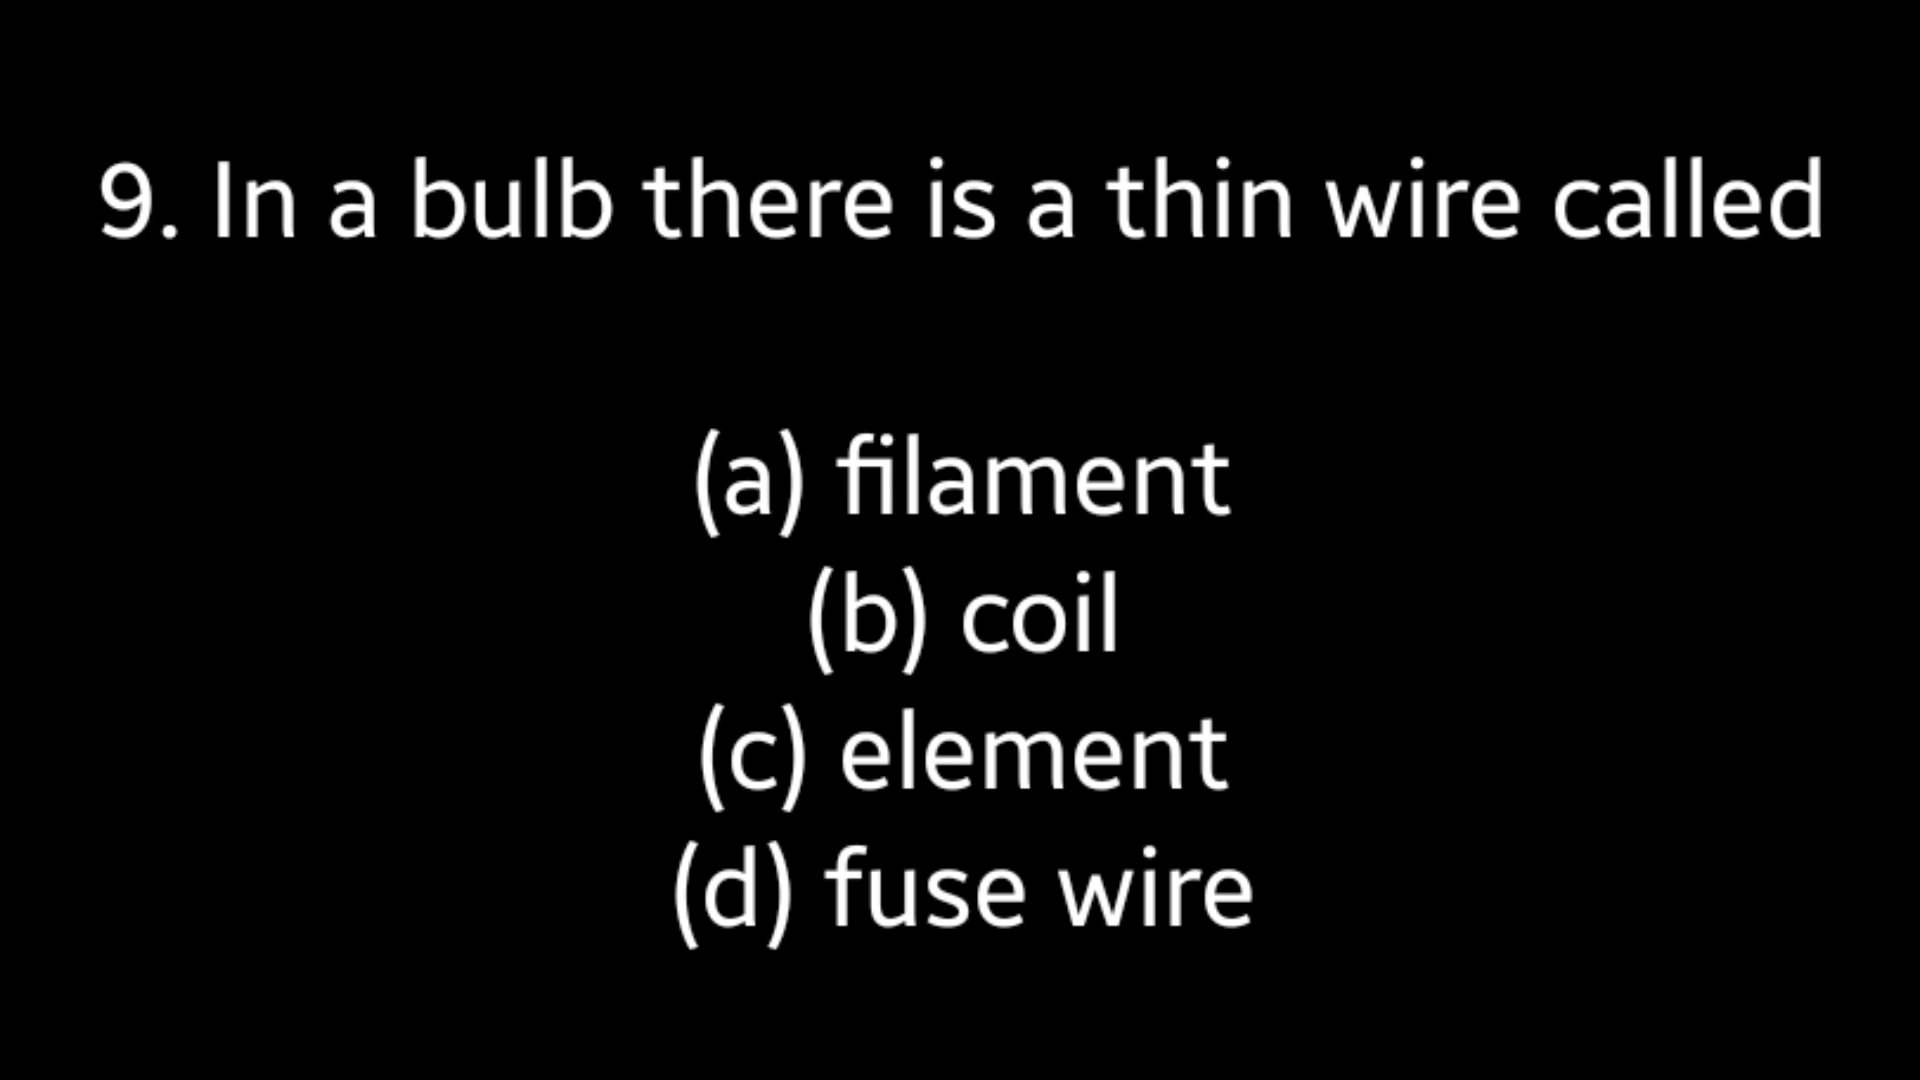 9. In a bulb there is a thin wire called
(a) filament
(b) coil
(c) element
(d) fuse wire